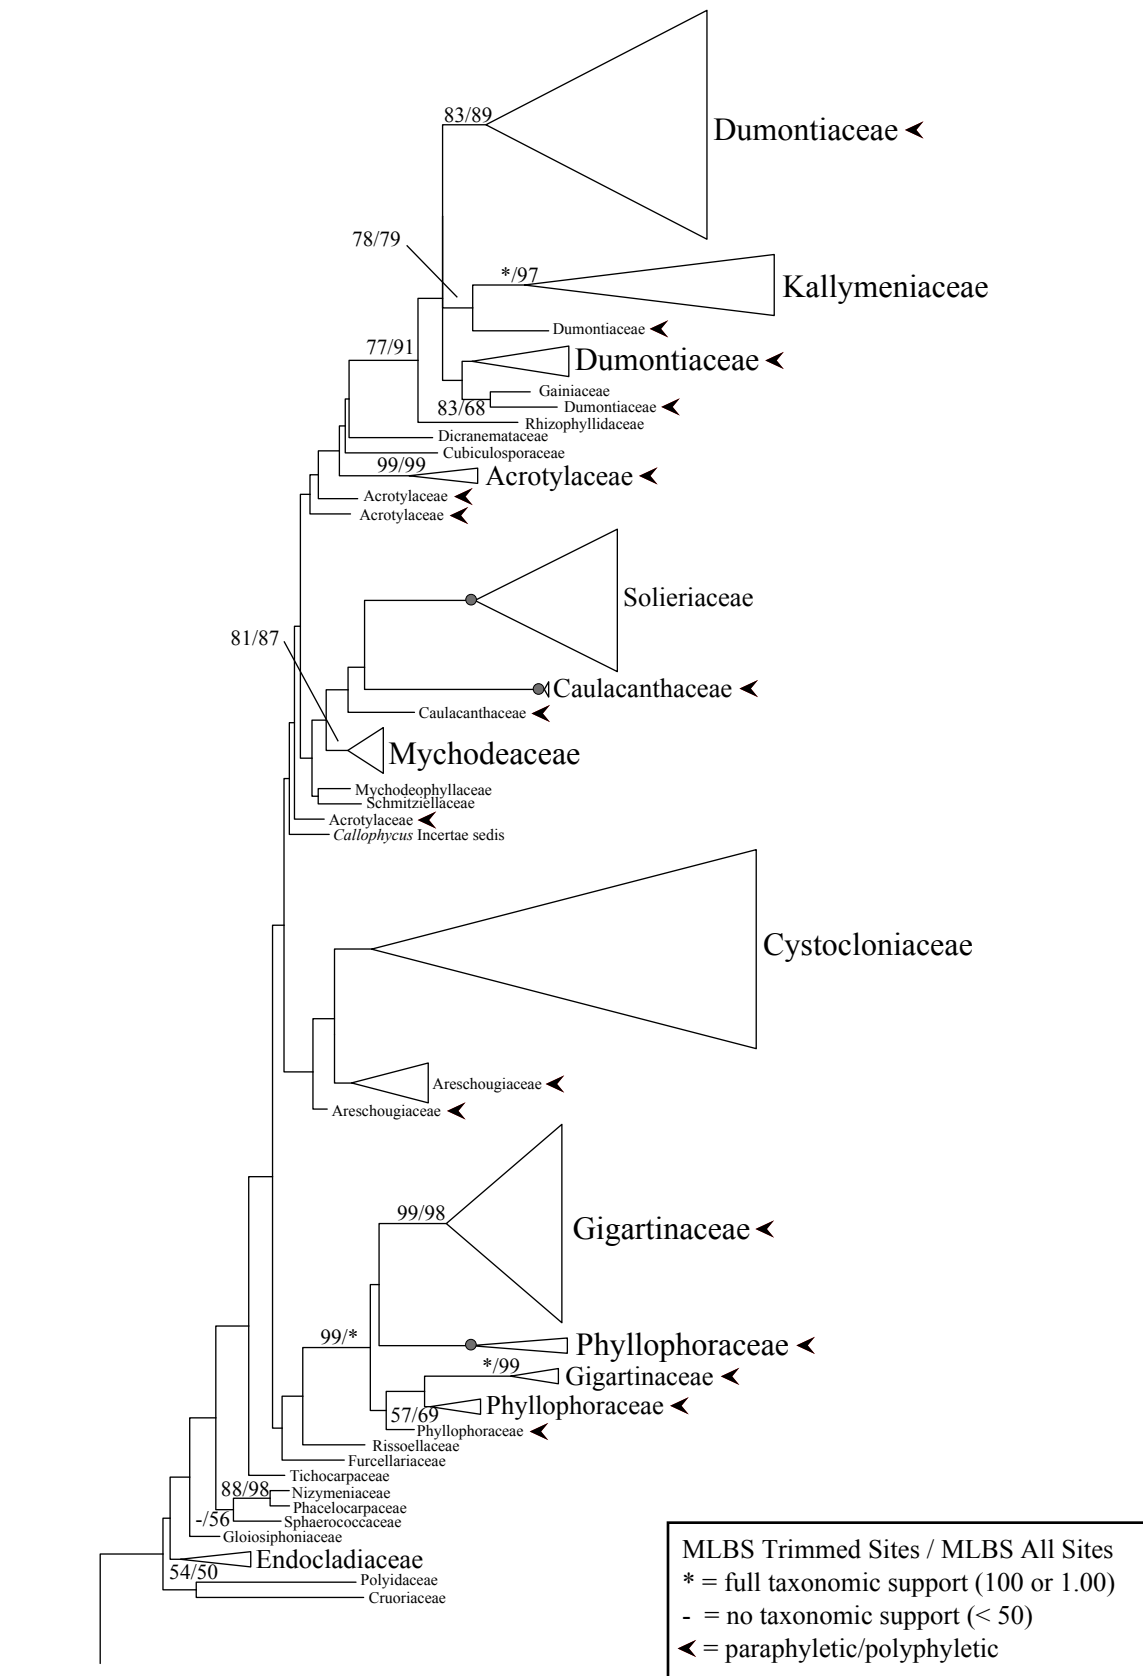 83/89
Dumontiaceae
78/79
*/97
Kallymeniaceae
Dumontiaceae
77/91
Dumontiaceae
Gainiaceae
83/68
Dumontiaceae
Rhizophyllidaceae
Dicranemataceae
Cubiculosporaceae
99/99
Acrotylaceae
Acrotylaceae
Acrotylaceae
Solieriaceae
81/87
Caulacanthaceae
Caulacanthaceae
Mychodeaceae
Mychodeophyllaceae
Schmitziellaceae
Acrotylaceae
Callophycus Incertae sedis
Cystocloniaceae
Areschougiaceae
Areschougiaceae
99/98
Gigartinaceae
99/*
Phyllophoraceae
*/99
Gigartinaceae
Phyllophoraceae
57/69
Phyllophoraceae
Rissoellaceae
Furcellariaceae
Tichocarpaceae
88/98
Nizymeniaceae
Phacelocarpaceae
-/56
Sphaerococcaceae
Gloiosiphoniaceae
Endocladiaceae
54/50
Polyidaceae
Cruoriaceae
MLBS Trimmed Sites / MLBS All Sites
* = full taxonomic support (100 or 1.00)
- = no taxonomic support (< 50)
= paraphyletic/polyphyletic